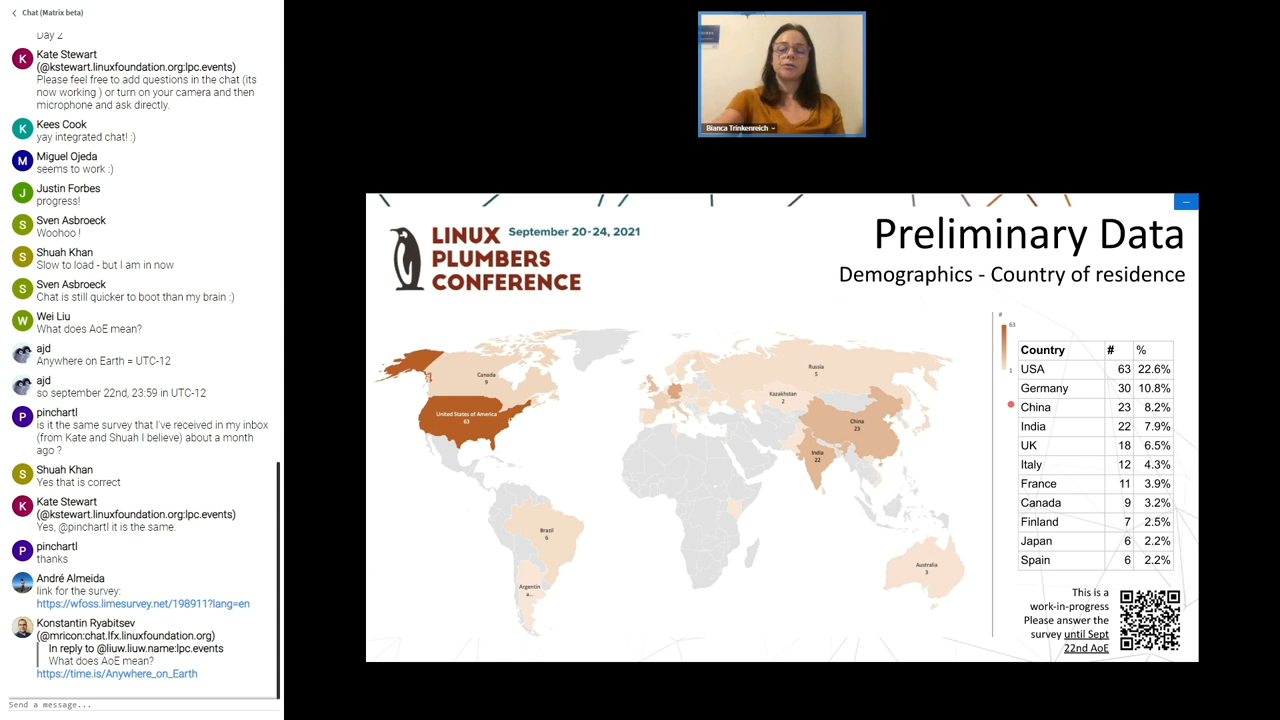 Chat (Matrix beta)
Day 2
K
Kate Stewart
(@kstewart.linuxfoundation.org:lpc.events)
Please feel free to add questions in the chat (its
now working ) or turn on your camera and then
microphone and ask directly.
K
Kees Cook
yay integrated chat! :)
M
Miguel Ojeda
seems to work :)
J
Justin Forbes
progress!
S
Sven Asbroeck
Woohoo !
S
Shuah Khan
Slow to load - but I am in now
S
Sven Asbroeck
Chat is still quicker to boot than my brain :)
W
Wei Liu
What does AoE mean?
ajd
Anywhere on Earth = UTC-12
ajd
so september 22nd, 23:59 in UTC-12
P
pinchartl
is it the same survey that I've received in my inbox
(from Kate and Shuah I believe) about a month
ago ?
S
Shuah Khan
Yes that is correct
K
Kate Stewart
(@kstewart.linuxfoundation.org:lpc.events)
Yes, @pinchartl it is the same.
P
pinchartl
thanks
André Almeida
link for the survey:
https://wfoss.limesurvey.net/198911?lang=en
Konstantin Ryabitsev
(@mricon:chat.lfx.linuxfoundation.org)
In reply to @liuw.liuw.name:lpc.events
What does AoE mean?
https://time.is/Anywhere_on_Earth
Send a message...
Bianca Trinkenreich
LINUX
PLUMBERS
CONFERENCE
September 20-24, 2021
Preliminary Data
Demographics - Country of residence
Canada
9
United States of America
63
Brazil
6
Argentin
a...
Russia
5
Kazakhstan
2
China
23
India
22
Australia
3
#
63
1
Country # %
USA 63 22.6%
Germany 30 10.8%
China 23 8.2%
India 22 7.9%
UK 18 6.5%
Italy 12 4.3%
France 11 3.9%
Canada 9 3.2%
Finland 7 2.5%
Japan 6 2.2%
Spain 6 2.2%
This is a
work-in-progress
Please answer the
survey until Sept
22nd AoE